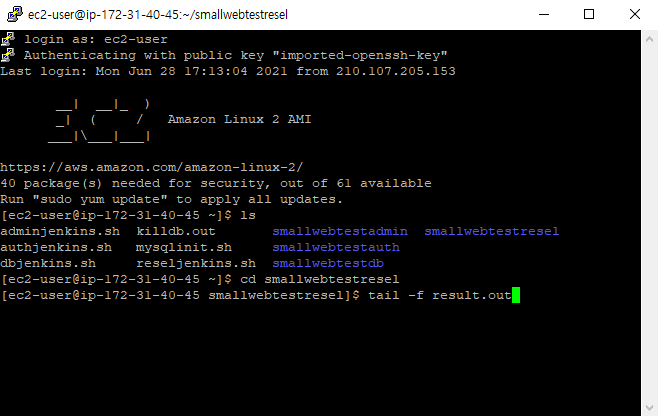 ec2-user@ip-172-31-40-45:~/smallwebtestresel
login as: ec2-user
Authenticating with public key "imported-openssh-key"
Last login: Mon Jun 28 17:13:04 2021 from 210.107.205.153
__|  __|_  )
_|  (     /   Amazon Linux 2 AMI
___|\___|___|
https://aws.amazon.com/amazon-linux-2/
40 package(s) needed for security, out of 61 available
Run "sudo yum update" to apply all updates.
[ec2-user@ip-172-31-40-45 ~]$ ls
adminjenkins.sh  killdb.out       smallwebtestadmin  smallwebtestresel
authjenkins.sh   mysqlinit.sh     smallwebtestauth
dbjenkins.sh     reseljenkins.sh  smallwebtestdb
[ec2-user@ip-172-31-40-45 ~]$ cd smallwebtestresel
[ec2-user@ip-172-31-40-45 smallwebtestresel]$ tail -f result.out